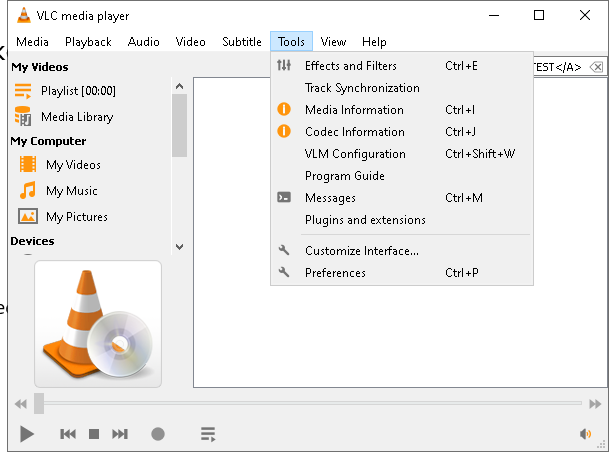 VLC media player
Media Playback Audio Video Subtitle Tools View Help
My Videos
Playlist [00:00]
Media Library
My Computer
My Videos
My Music
My Pictures
Devices
TEST</A>
Effects and Filters Ctrl+E
Track Synchronization
Media Information Ctrl+I
Codec Information Ctrl+J
VLM Configuration Ctrl+Shift+W
Program Guide
Messages Ctrl+M
Plugins and extensions
Customize Interface...
Preferences Ctrl+P